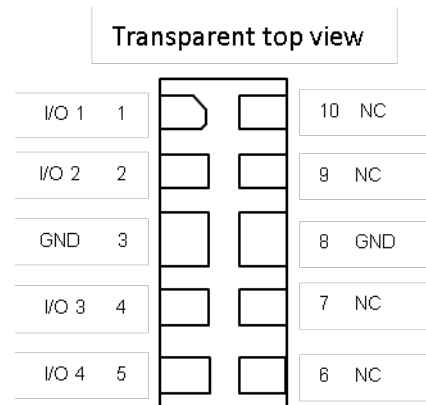 Transparent top view
I/O 1 1
10 NC
I/O 2 2
9 NC
GND 3
8 GND
I/O 3 4
7 NC
I/O 4 5
6 NC